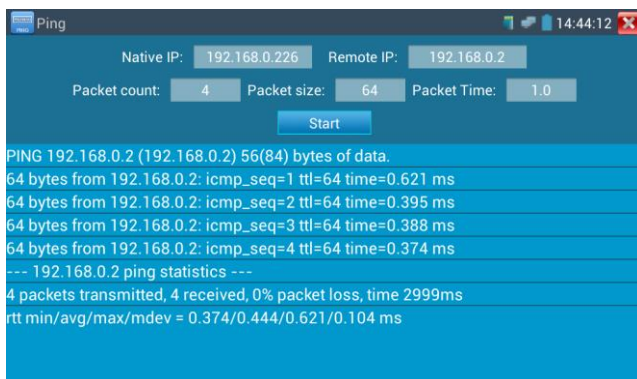 Ping 14:44:12
Native IP: 192.168.0.226 Remote IP: 192.168.0.2
Packet count: 4 Packet size: 64 Packet Time: 1.0
Start
PING 192.168.0.2 (192.168.0.2) 56(84) bytes of data.
64 bytes from 192.168.0.2: icmp_seq=1 ttl=64 time=0.621 ms
64 bytes from 192.168.0.2: icmp_seq=2 ttl=64 time=0.395 ms
64 bytes from 192.168.0.2: icmp_seq=3 ttl=64 time=0.388 ms
64 bytes from 192.168.0.2: icmp_seq=4 ttl=64 time=0.374 ms
--- 192.168.0.2 ping statistics ---
4 packets transmitted, 4 received, 0% packet loss, time 2999ms
rtt min/avg/max/mdev = 0.374/0.444/0.621/0.104 ms